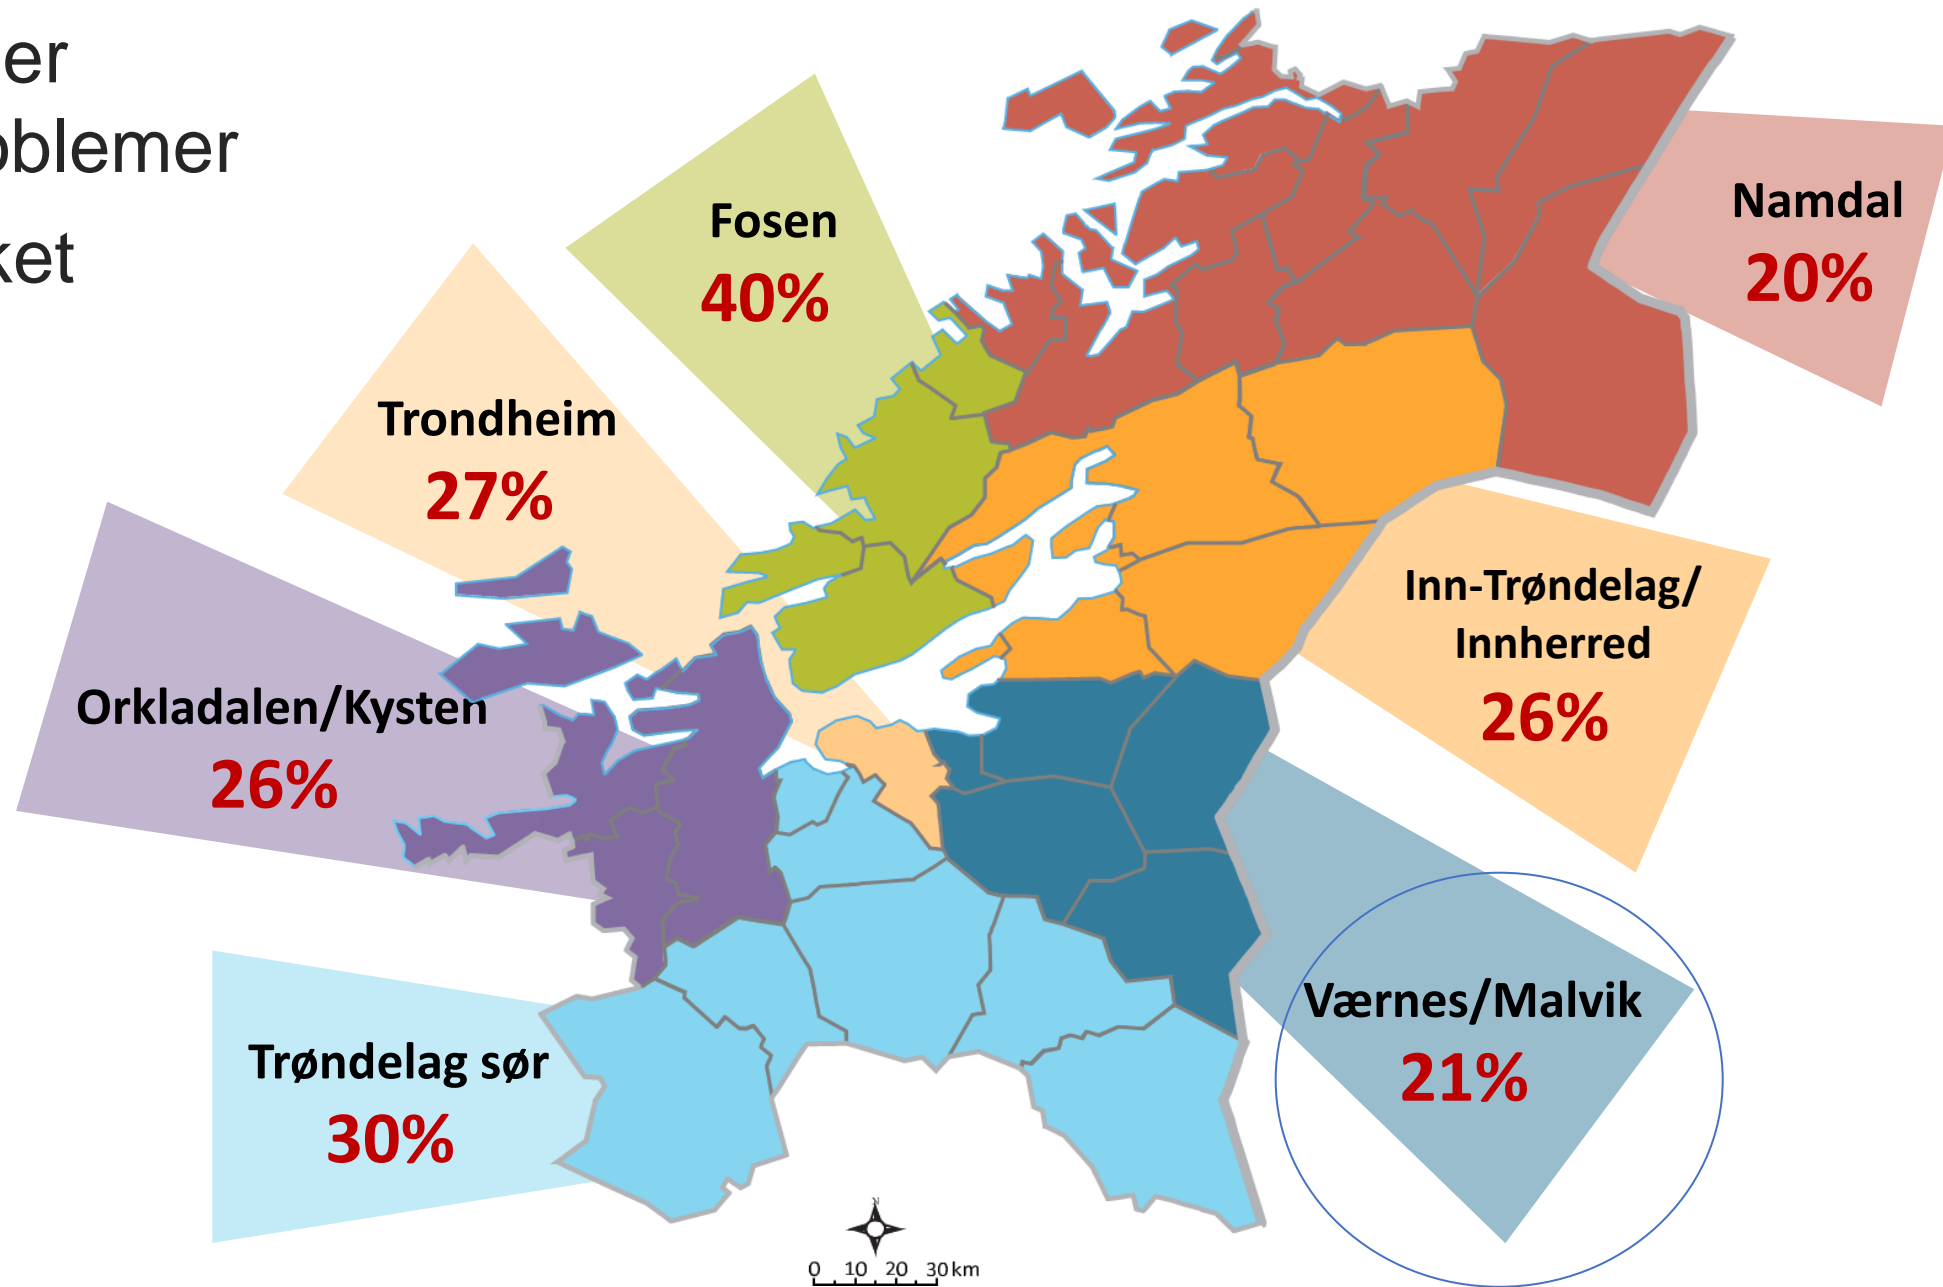 er
oblemer
ket
Fosen
40%
Namdal
20%
Trondheim
27%
Inn-Trøndelag/
Innherred
26%
Orkladalen/Kysten
26%
Værnes/Malvik
21%
Trøndelag sør
30%
N
0 10 20 30 km